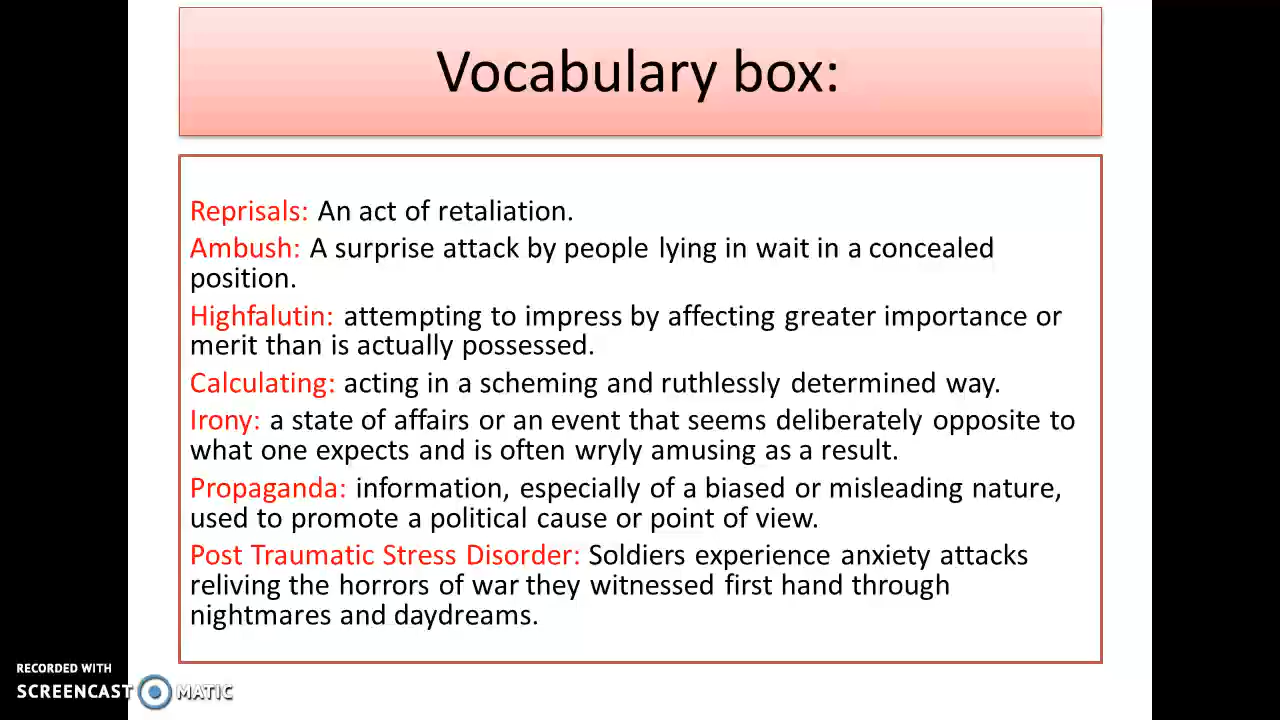 Vocabulary box:
Reprisals: An act of retaliation.
Ambush: A surprise attack by people lying in wait in a concealed
position.
Highfalutin: attempting to impress by affecting greater importance or
merit than is actually possessed.
Calculating: acting in a scheming and ruthlessly determined way.
Irony: a state of affairs or an event that seems deliberately opposite to
what one expects and is often wryly amusing as a result.
Propaganda: information, especially of a biased or misleading nature,
used to promote a political cause or point of view.
Post Traumatic Stress Disorder: Soldiers experience anxiety attacks
reliving the horrors of war they witnessed first hand through
nightmares and daydreams.
RECORDED WITH
SCREENCAST MATIC